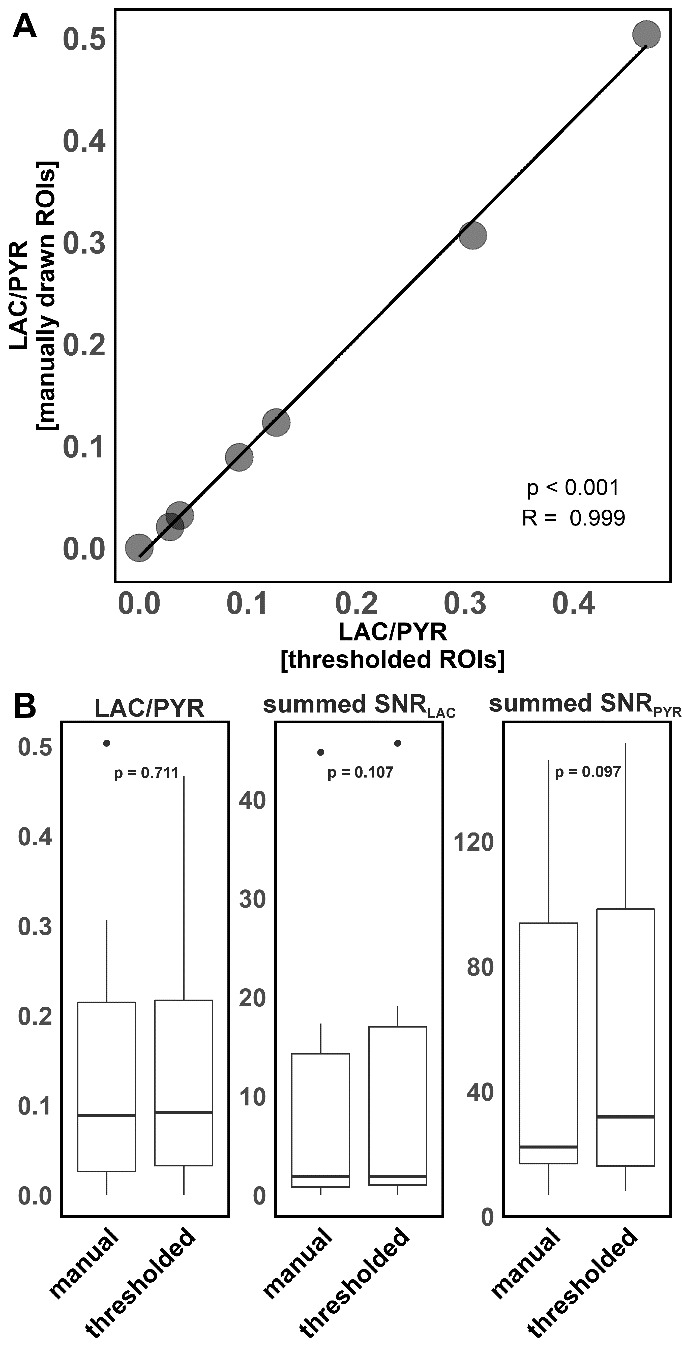 A
0.5
0.4
0.3
0.2
0.1
0.0
LAC/PYR
[manually drawn ROIs]
p < 0.001
R = 0.999
0.0 0.1 0.2 0.3 0.4
LAC/PYR
[thresholded ROIs]
B
LAC/PYR
0.5
0.4
0.3
0.2
0.1
0.0
p = 0.711
manual
thresholded
summed SNRLAC
40
30
20
10
0
p = 0.107
manual
thresholded
summed SNRPYR
120
80
40
0
p = 0.097
manual
thresholded